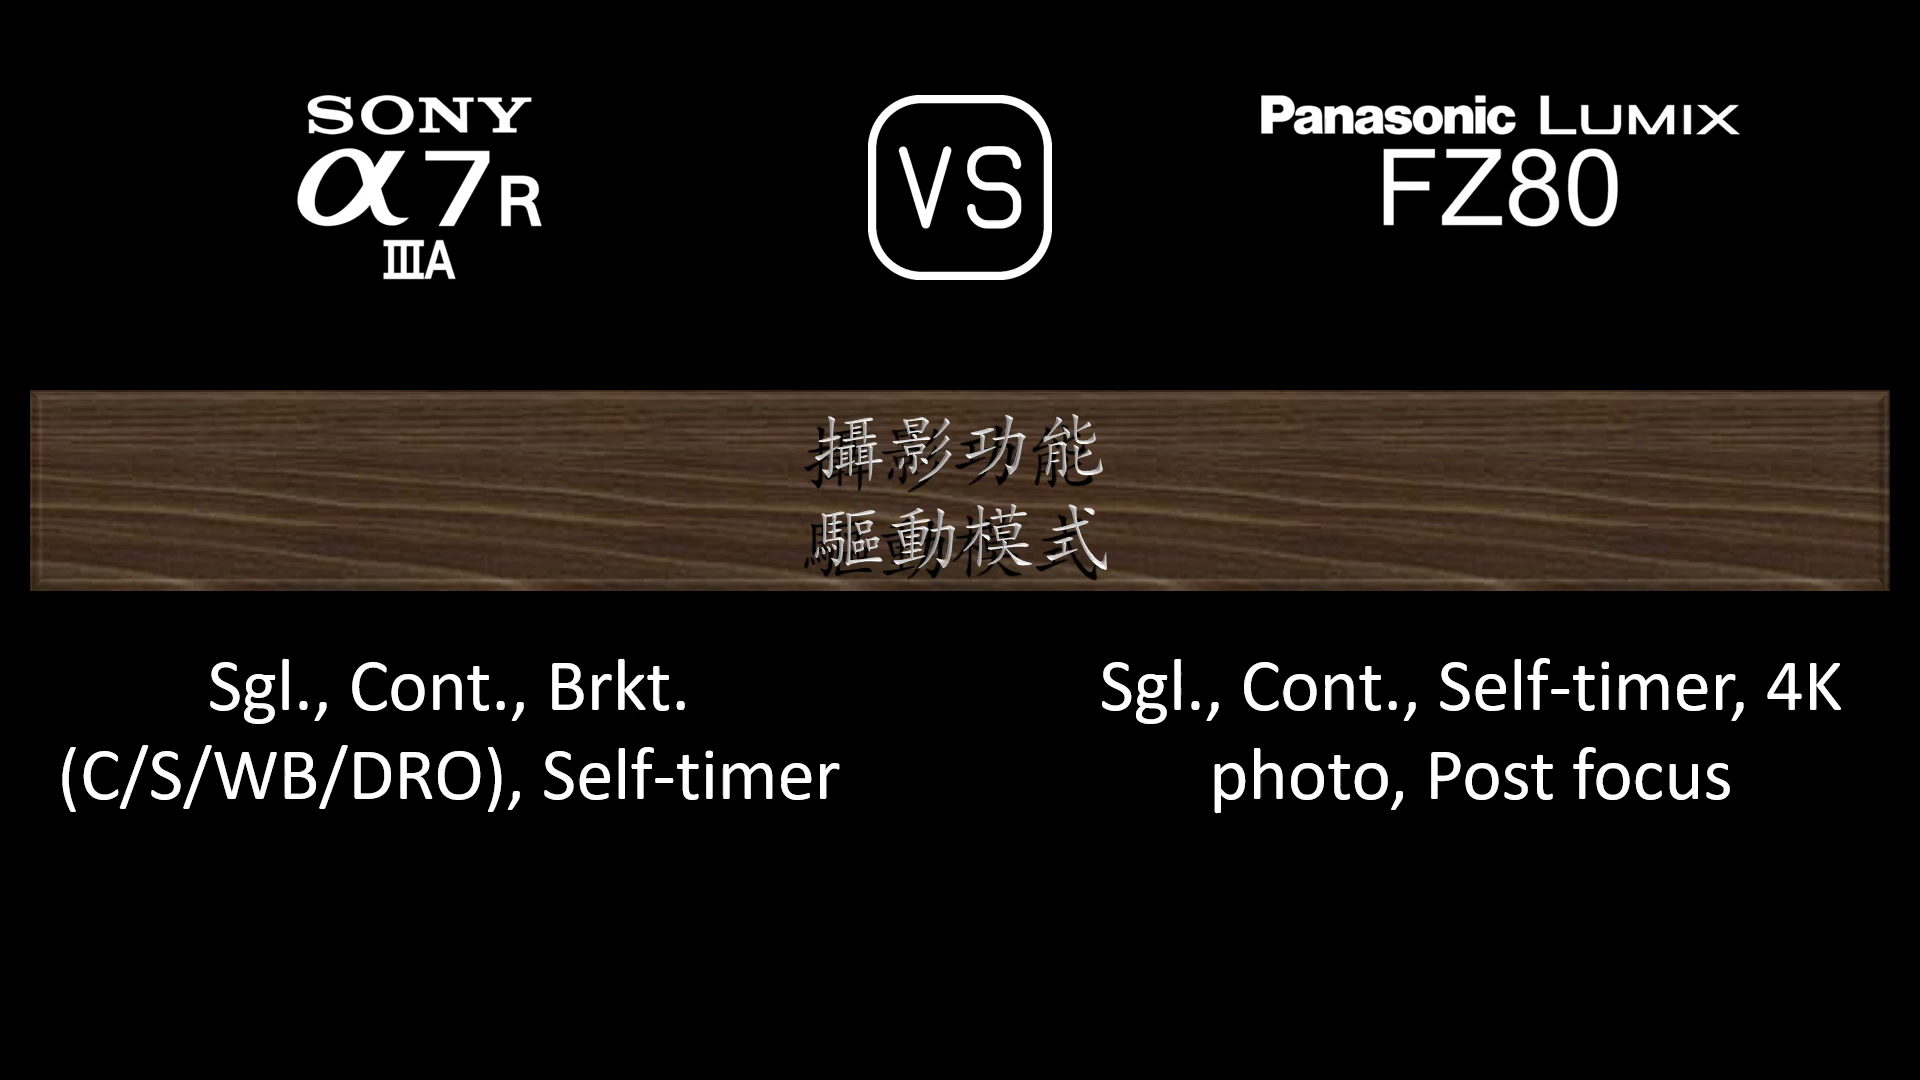 SONY
α7R
IIIA
VS
Panasonic LUMIX
FZ80
攝影功能
驅動模式
Sgl., Cont., Brkt.
(C/S/WB/DRO), Self-timer
Sgl., Cont., Self-timer, 4K
photo, Post focus